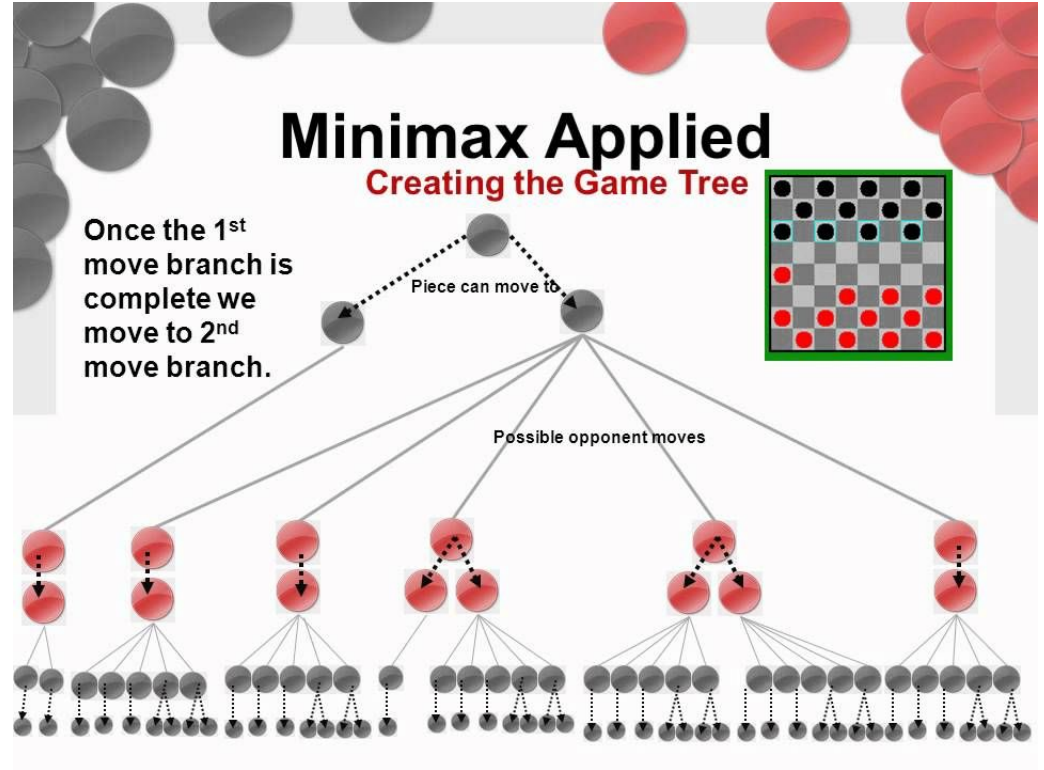 Minimax Applied
Creating the Game Tree
Once the 1st
move branch is
complete we
move to 2nd
move branch.
Piece can move to
Possible opponent moves